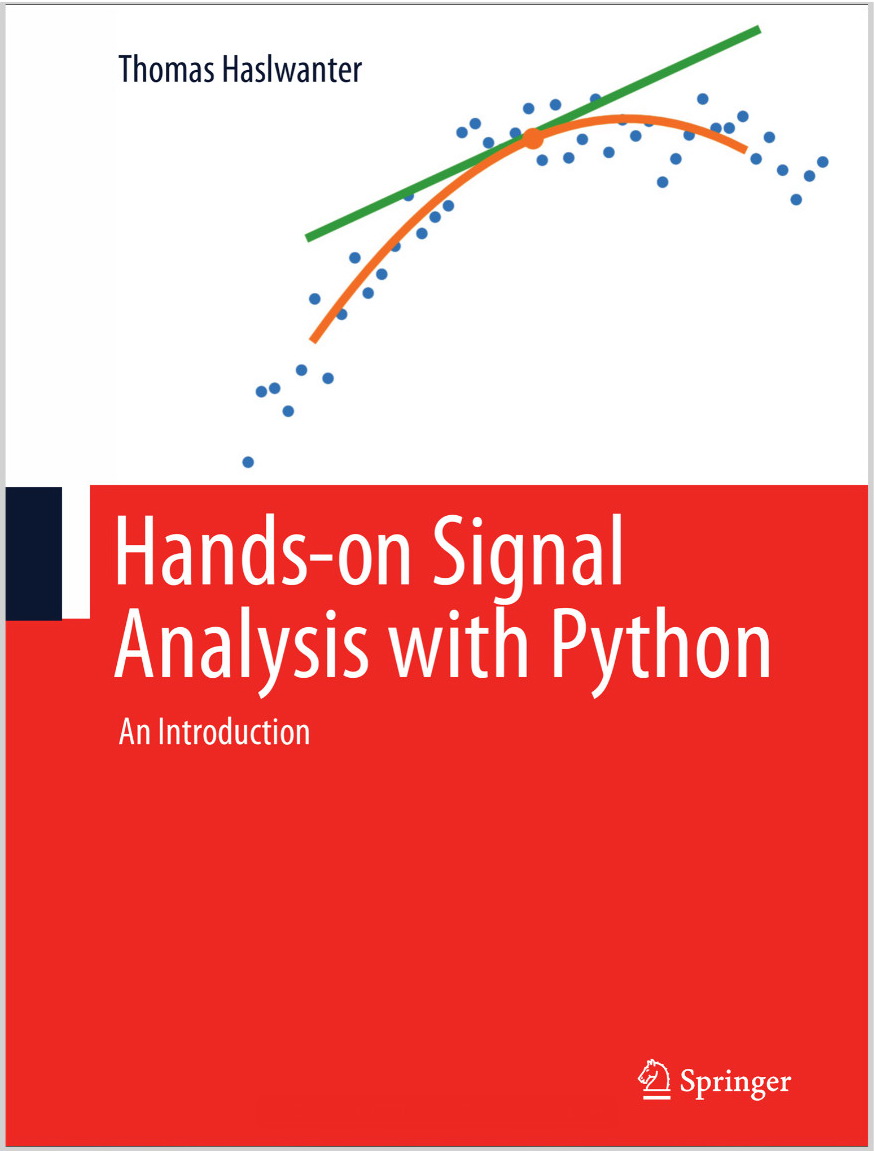 Thomas Haslwanter
Hands-on Signal
Analysis with Python
An Introduction
Springer